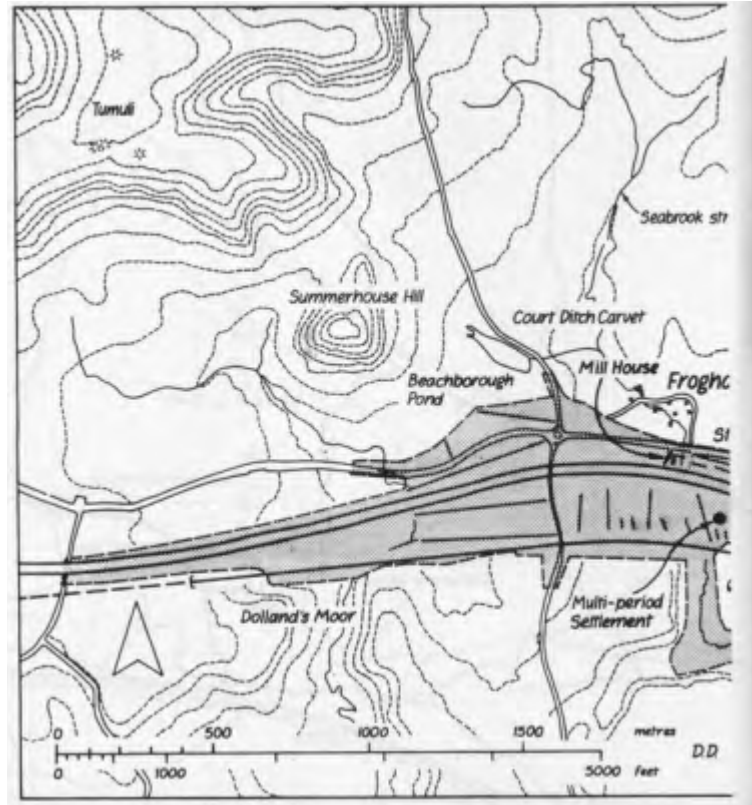 Tumuli
Seabrook str
Summerhouse Hill
Court Ditch Carvet
Mill House
Beachborough
Pond
Frogho
St
Dolland's Moor
Multi-period
Settlement
0 500 1000 1500 metres
D.D
0 1000 5000 feet